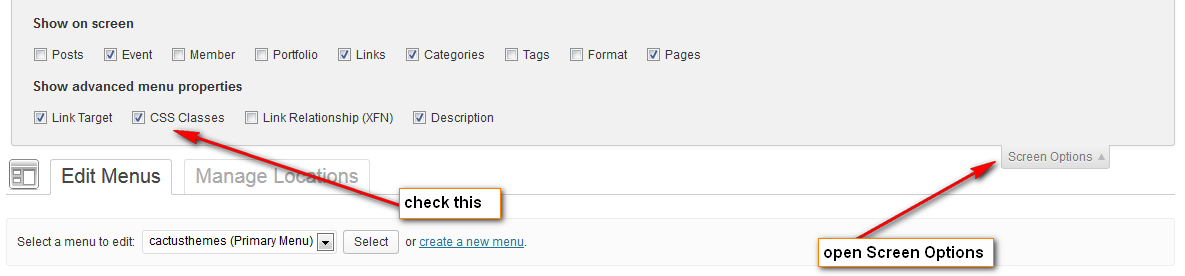 Show on screen
Posts Event Member Portfolio Links Categories Tags Format Pages
Show advanced menu properties
Link Target CSS Classes Link Relationship (XFN) Description
Screen Options
Edit Menus Manage Locations
check this
Select a menu to edit: cactusthemes (Primary Menu) Select or create a new menu.
open Screen Options